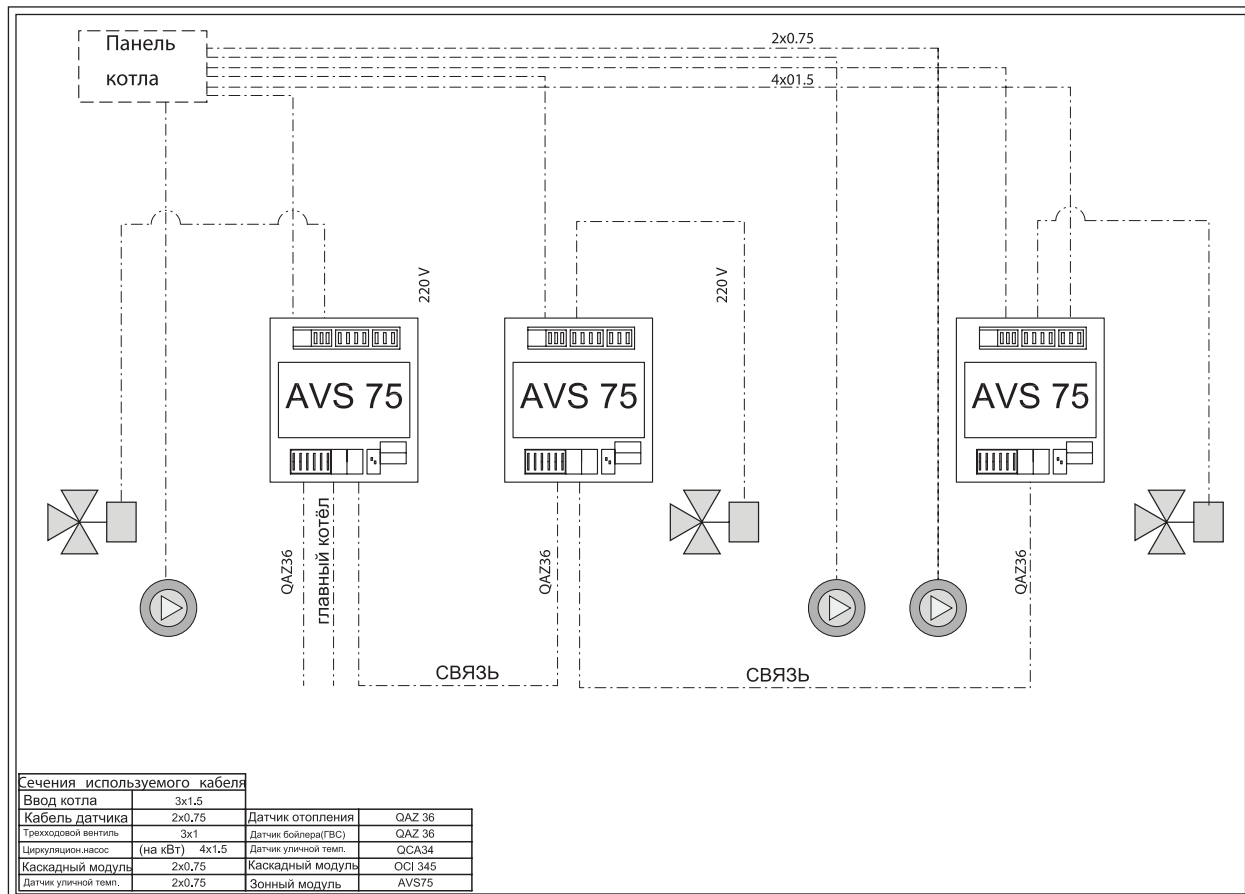 Панель
котла
2x0.75
4x01.5
220 V
220 V
AVS 75
AVS 75
AVS 75
QAZ36
главный котёл
QAZ36
QAZ36
СВЯЗЬ
СВЯЗЬ
Сечения используемого кабеля
Ввод котла 3x1.5
Кабель датчика 2x0.75 Датчик отопления QAZ 36
Трехходовой вентиль 3x1 Датчик бойлера(ГВС) QAZ 36
Циркуляцион.насос (на кВт) 4x1.5 Датчик уличной темп. QCA34
Каскадный модуль 2x0.75 Каскадный модуль OCI 345
Датчик уличной темп. 2x0.75 Зонный модуль AVS75